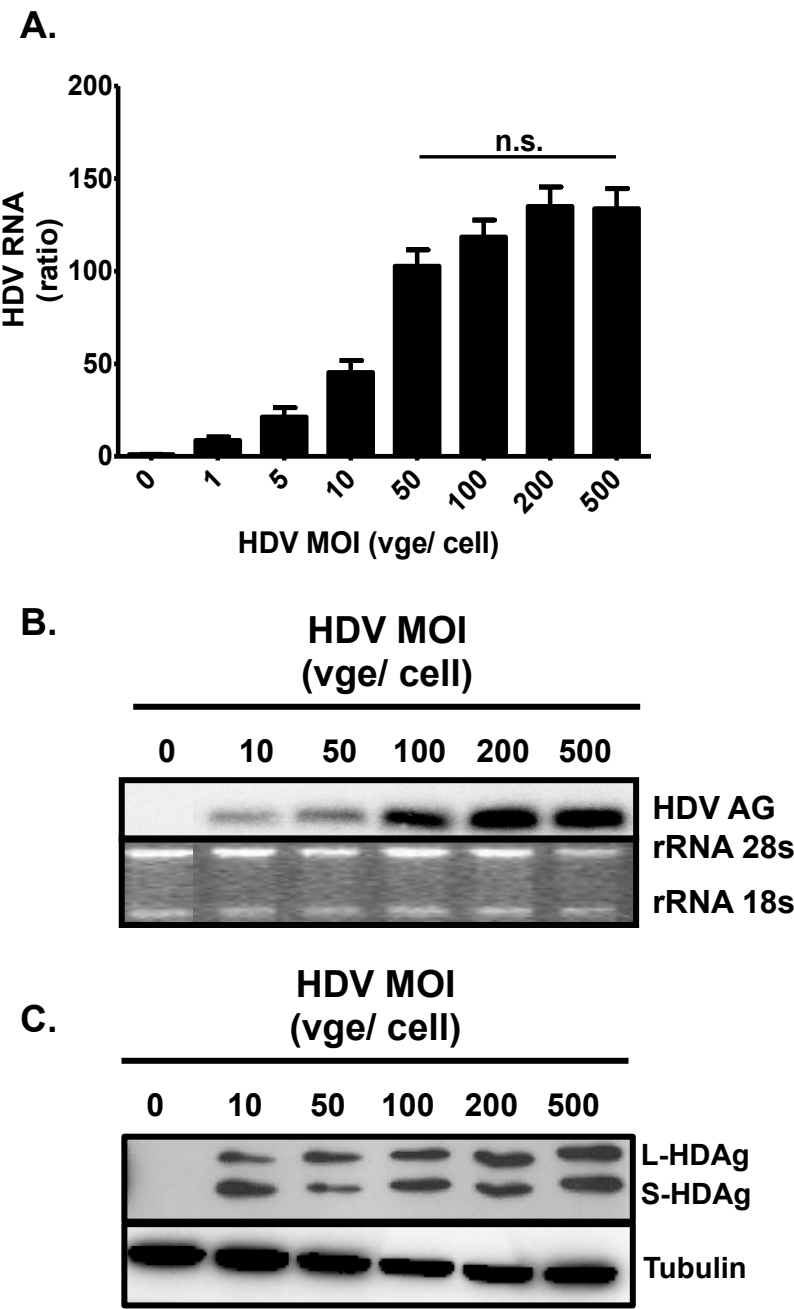 A.
200
150
100
50
0
HDV RNA
(ratio)
n.s.
0 1 5 10 50 100 200 500
HDV MOI (vge/ cell)
B.
HDV MOI
(vge/ cell)
0 10 50 100 200 500
HDV AG
rRNA 28s
rRNA 18s
C.
HDV MOI
(vge/ cell)
0 10 50 100 200 500
L-HDAg
S-HDAg
Tubulin